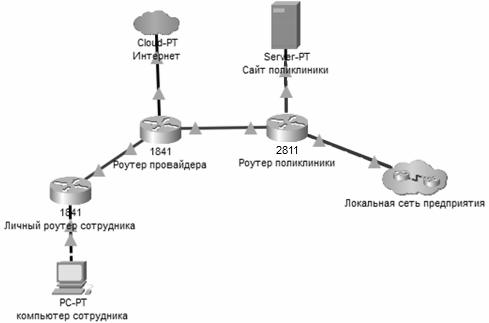 Cloud-PT
Интернет
Server-PT
Сайт поликлиники
1841
Роутер провайдера
2811
Роутер поликлиники
1841
Личный роутер сотрудника
Локальная сеть предприятия
PC-PT
компьютер сотрудника